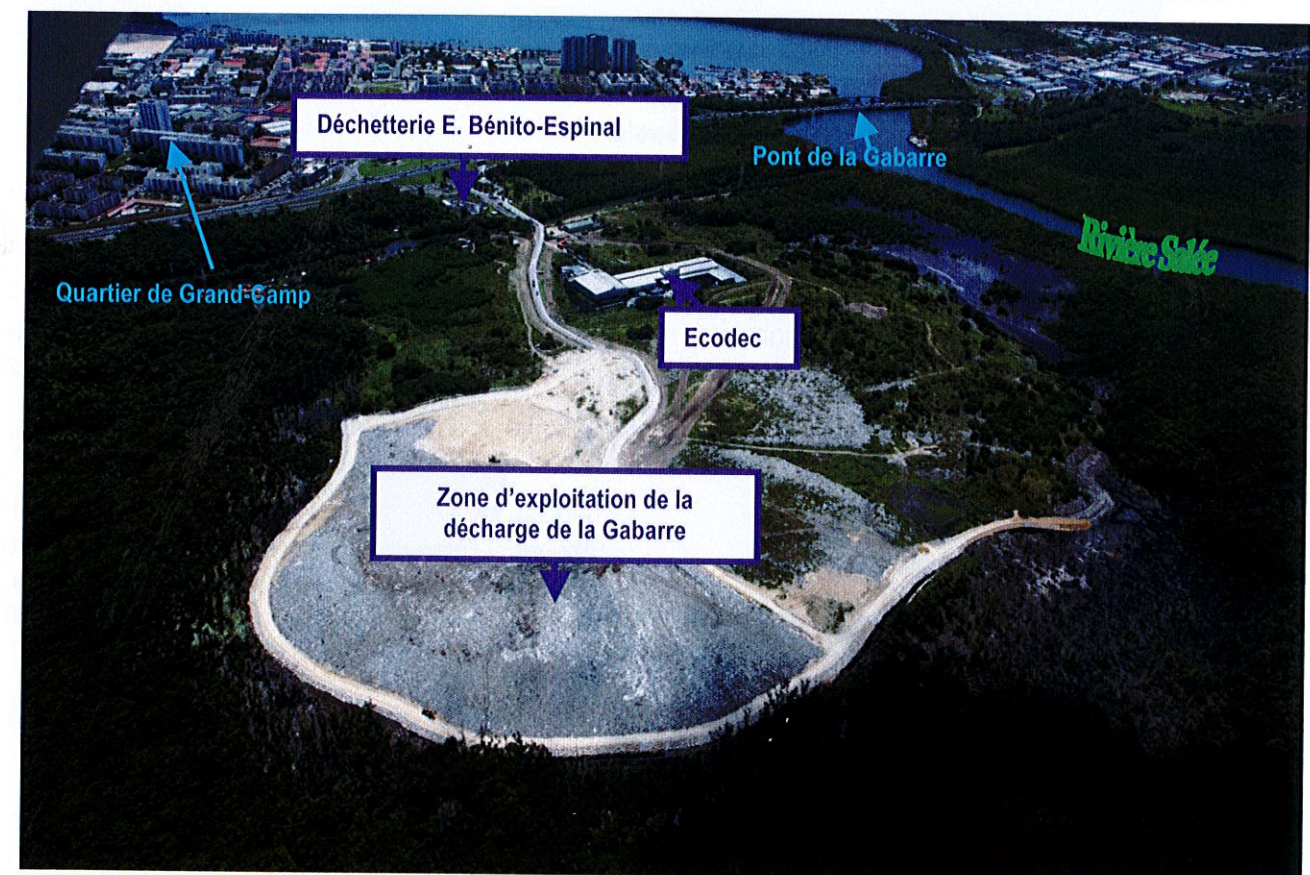 Déchetterie E. Bénito-Espinal
Pont de la Gabarre
Rivière Salée
Quartier de Grand-Camp
Ecodec
Zone d'exploitation de la
décharge de la Gabarre